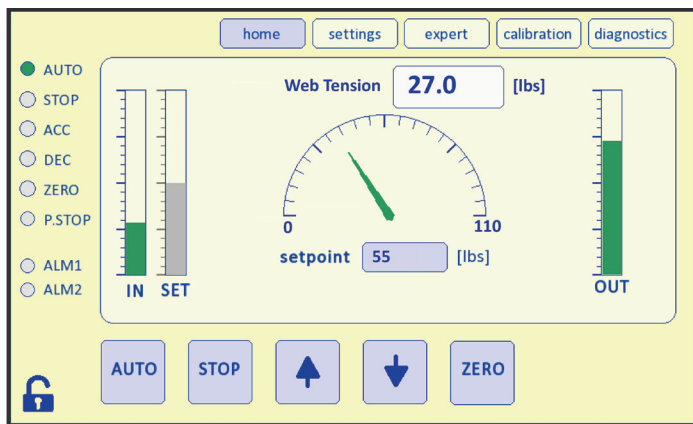 home settings expert calibration diagnostics
AUTO
STOP
ACC
DEC
ZERO
P.STOP
ALM1
ALM2
Web Tension 27.0 [lbs]
0 110
setpoint 55 [lbs]
IN SET OUT
AUTO STOP ZERO